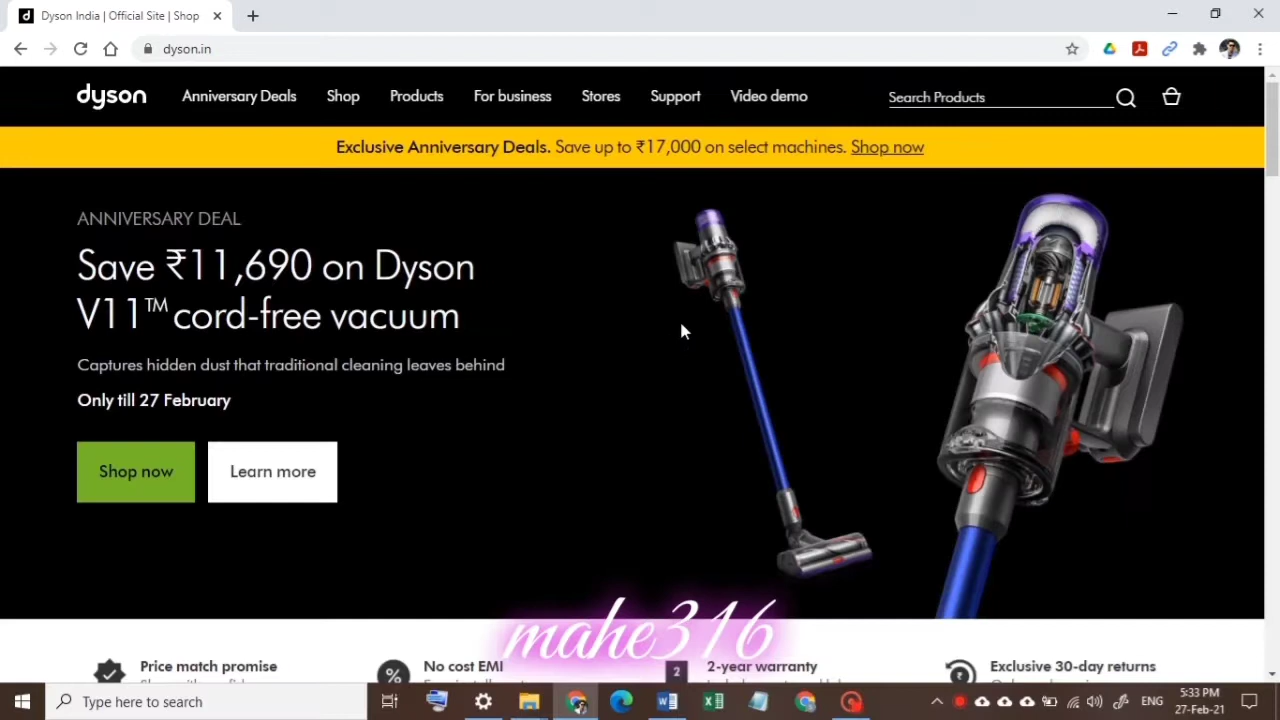 Dyson India | Official Site | Shop
dyson.in
dyson
Anniversary Deals
Shop
Products
For business
Stores
Support
Video demo
Search Products
Exclusive Anniversary Deals. Save up to ₹17,000 on select machines. Shop now
ANNIVERSARY DEAL
Save ₹11,690 on Dyson
V11™ cord-free vacuum
Captures hidden dust that traditional cleaning leaves behind
Only till 27 February
Shop now
Learn more
mahe316
Price match promise
No cost EMI
2
2-year warranty
Exclusive 30-day returns
Type here to search
ENG
5:33 PM
27-Feb-21